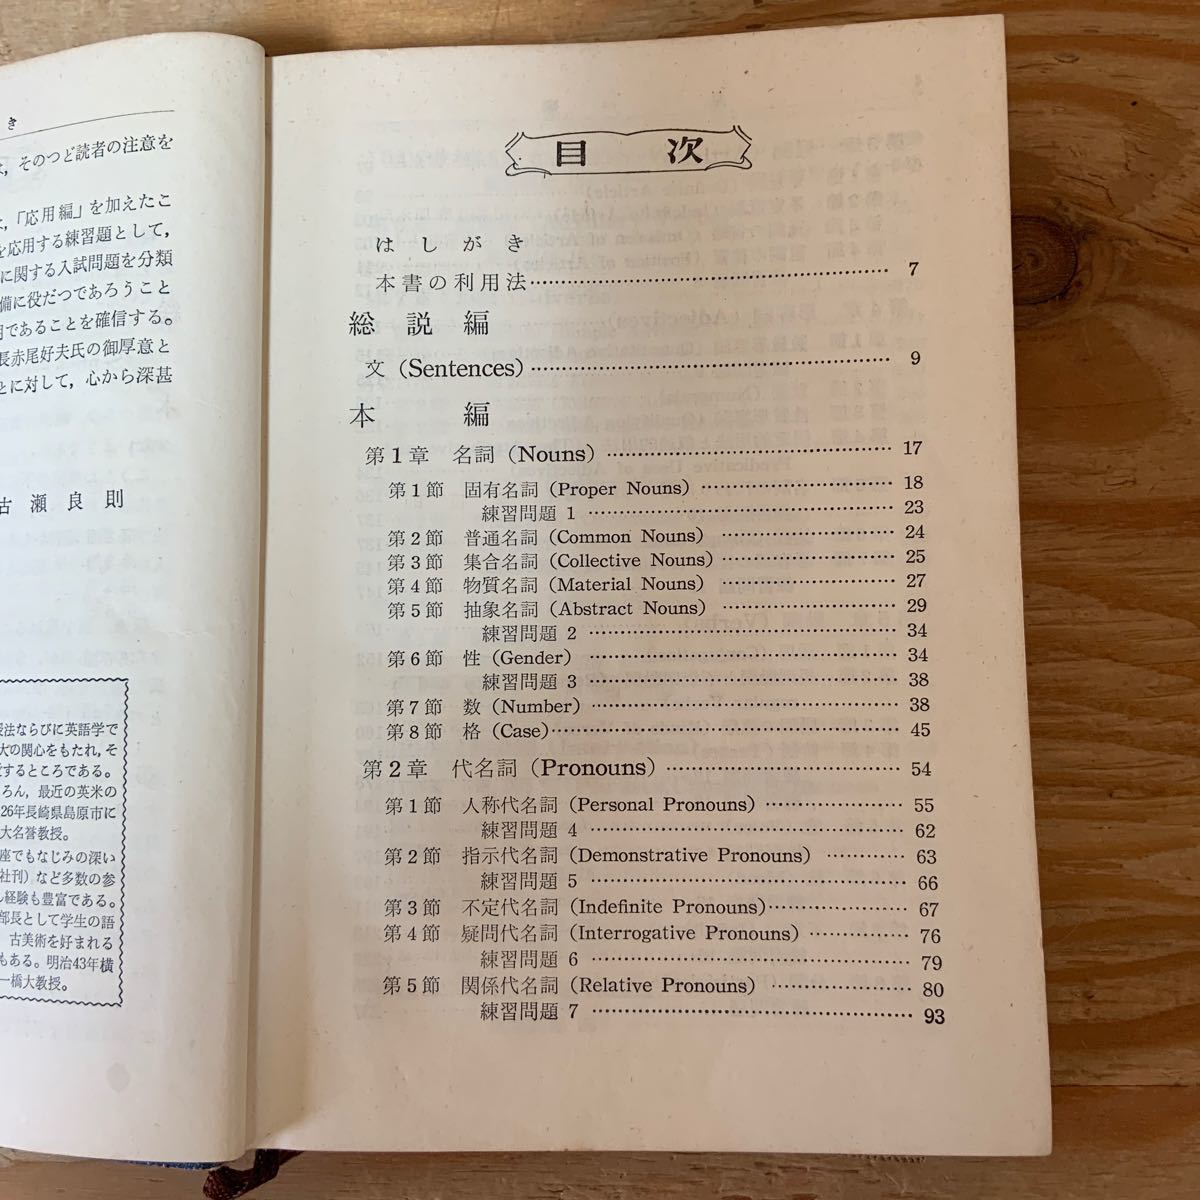 き
そのつど読者の注意を
「応用編」を加えたこ
を応用する練習題として,
に関する入試問題を分類
備に役だつであろうこと
であることを確信する。
長赤尾好夫氏の御厚意と
とに対して, 心から深甚
古瀬良則
授法ならびに英語学で
大の関心をもたれ, そ
するところである。
ろん, 最近の英米の
26年長崎県島原市に
大名誉教授。
座でもなじみの深い
社刊) など多数の参
経験も豊富である。
部長として学生の語
古美術を好まれる
もある。明治43年横
一橋大教授。
目次
はしがき
本書の利用法…… 7
総説編
文 (Sentences)…… 9
本編
第1章 名詞 (Nouns)…… 17
第1節 固有名詞 (Proper Nouns)…… 18
練習問題 1…… 23
第2節 普通名詞 (Common Nouns)…… 24
第3節 集合名詞 (Collective Nouns)…… 25
第4節 物質名詞 (Material Nouns)…… 27
第5節 抽象名詞 (Abstract Nouns)…… 29
練習問題 2…… 34
第6節 性 (Gender)…… 34
練習問題 3…… 38
第7節 数 (Number)…… 38
第8節 格 (Case)…… 45
第2章 代名詞 (Pronouns)…… 54
第1節 人称代名詞 (Personal Pronouns)…… 55
練習問題 4…… 62
第2節 指示代名詞 (Demonstrative Pronouns)…… 63
練習問題 5…… 66
第3節 不定代名詞 (Indefinite Pronouns)…… 67
第4節 疑問代名詞 (Interrogative Pronouns)…… 76
練習問題 6…… 79
第5節 関係代名詞 (Relative Pronouns)…… 80
練習問題 7…… 93